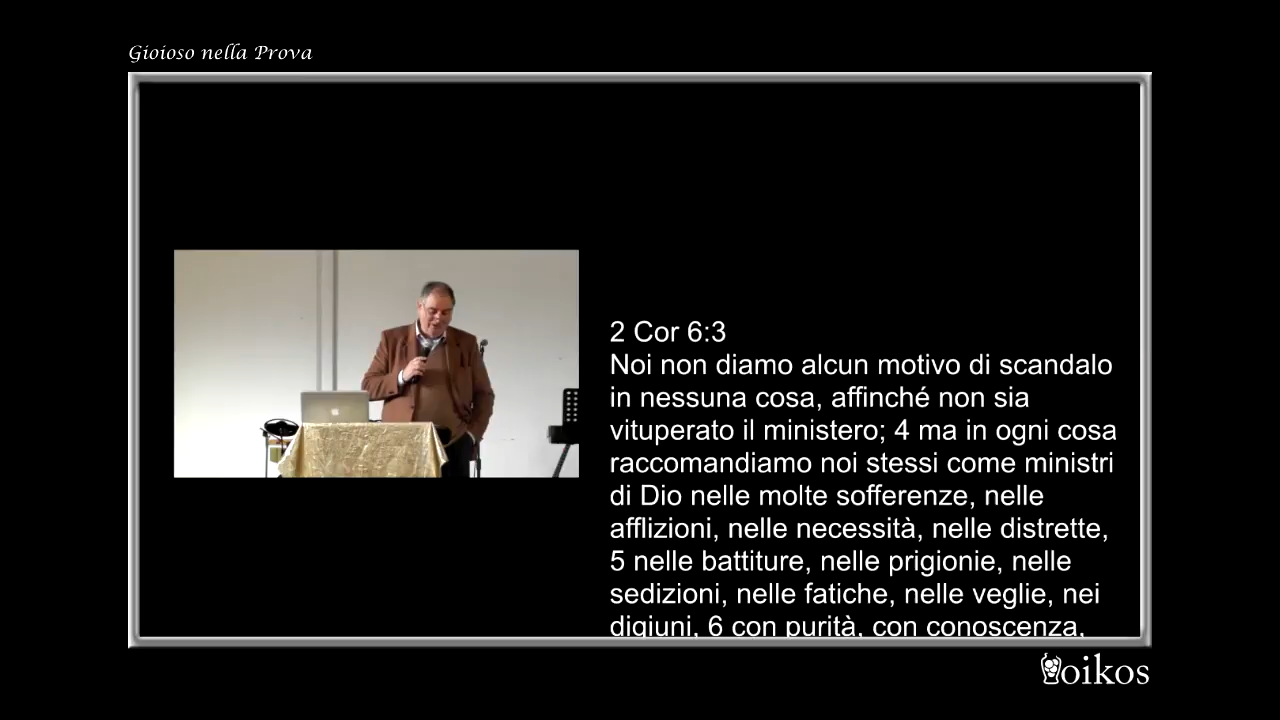 Gioioso nella Prova
2 Cor 6:3
Noi non diamo alcun motivo di scandalo
in nessuna cosa, affinché non sia
vituperato il ministero; 4 ma in ogni cosa
raccomandiamo noi stessi come ministri
di Dio nelle molte sofferenze, nelle
afflizioni, nelle necessità, nelle distrette,
5 nelle battiture, nelle prigionie, nelle
sedizioni, nelle fatiche, nelle veglie, nei
digiuni, 6 con purità, con conoscenza,
oikos